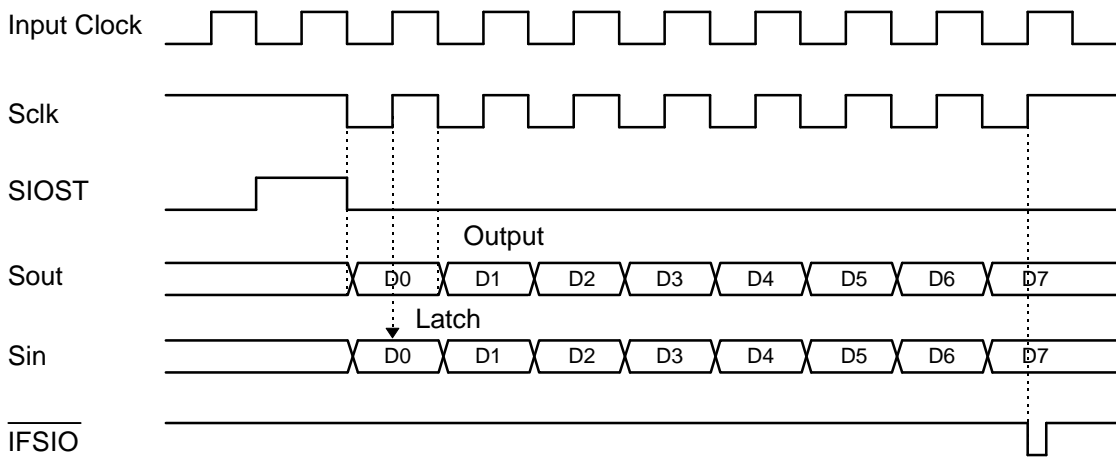 Input Clock
Sclk
SIOST
Output
Sout D0 D1 D2 D3 D4 D5 D6 D7
Latch
Sin D0 D1 D2 D3 D4 D5 D6 D7
IFSIO